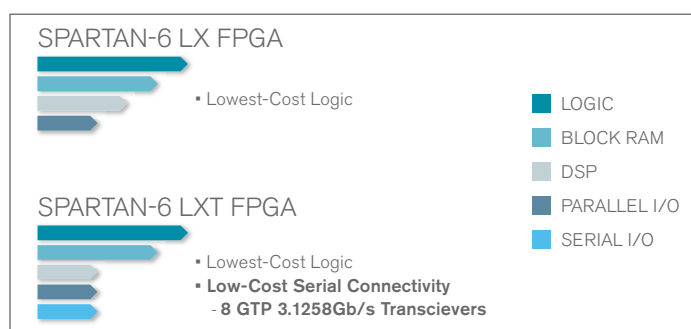 SPARTAN-6 LX FPGA
▪ Lowest-Cost Logic
SPARTAN-6 LXT FPGA
▪ Lowest-Cost Logic
▪ Low-Cost Serial Connectivity
- 8 GTP 3.1258Gb/s Transcievers
LOGIC
BLOCK RAM
DSP
PARALLEL I/O
SERIAL I/O